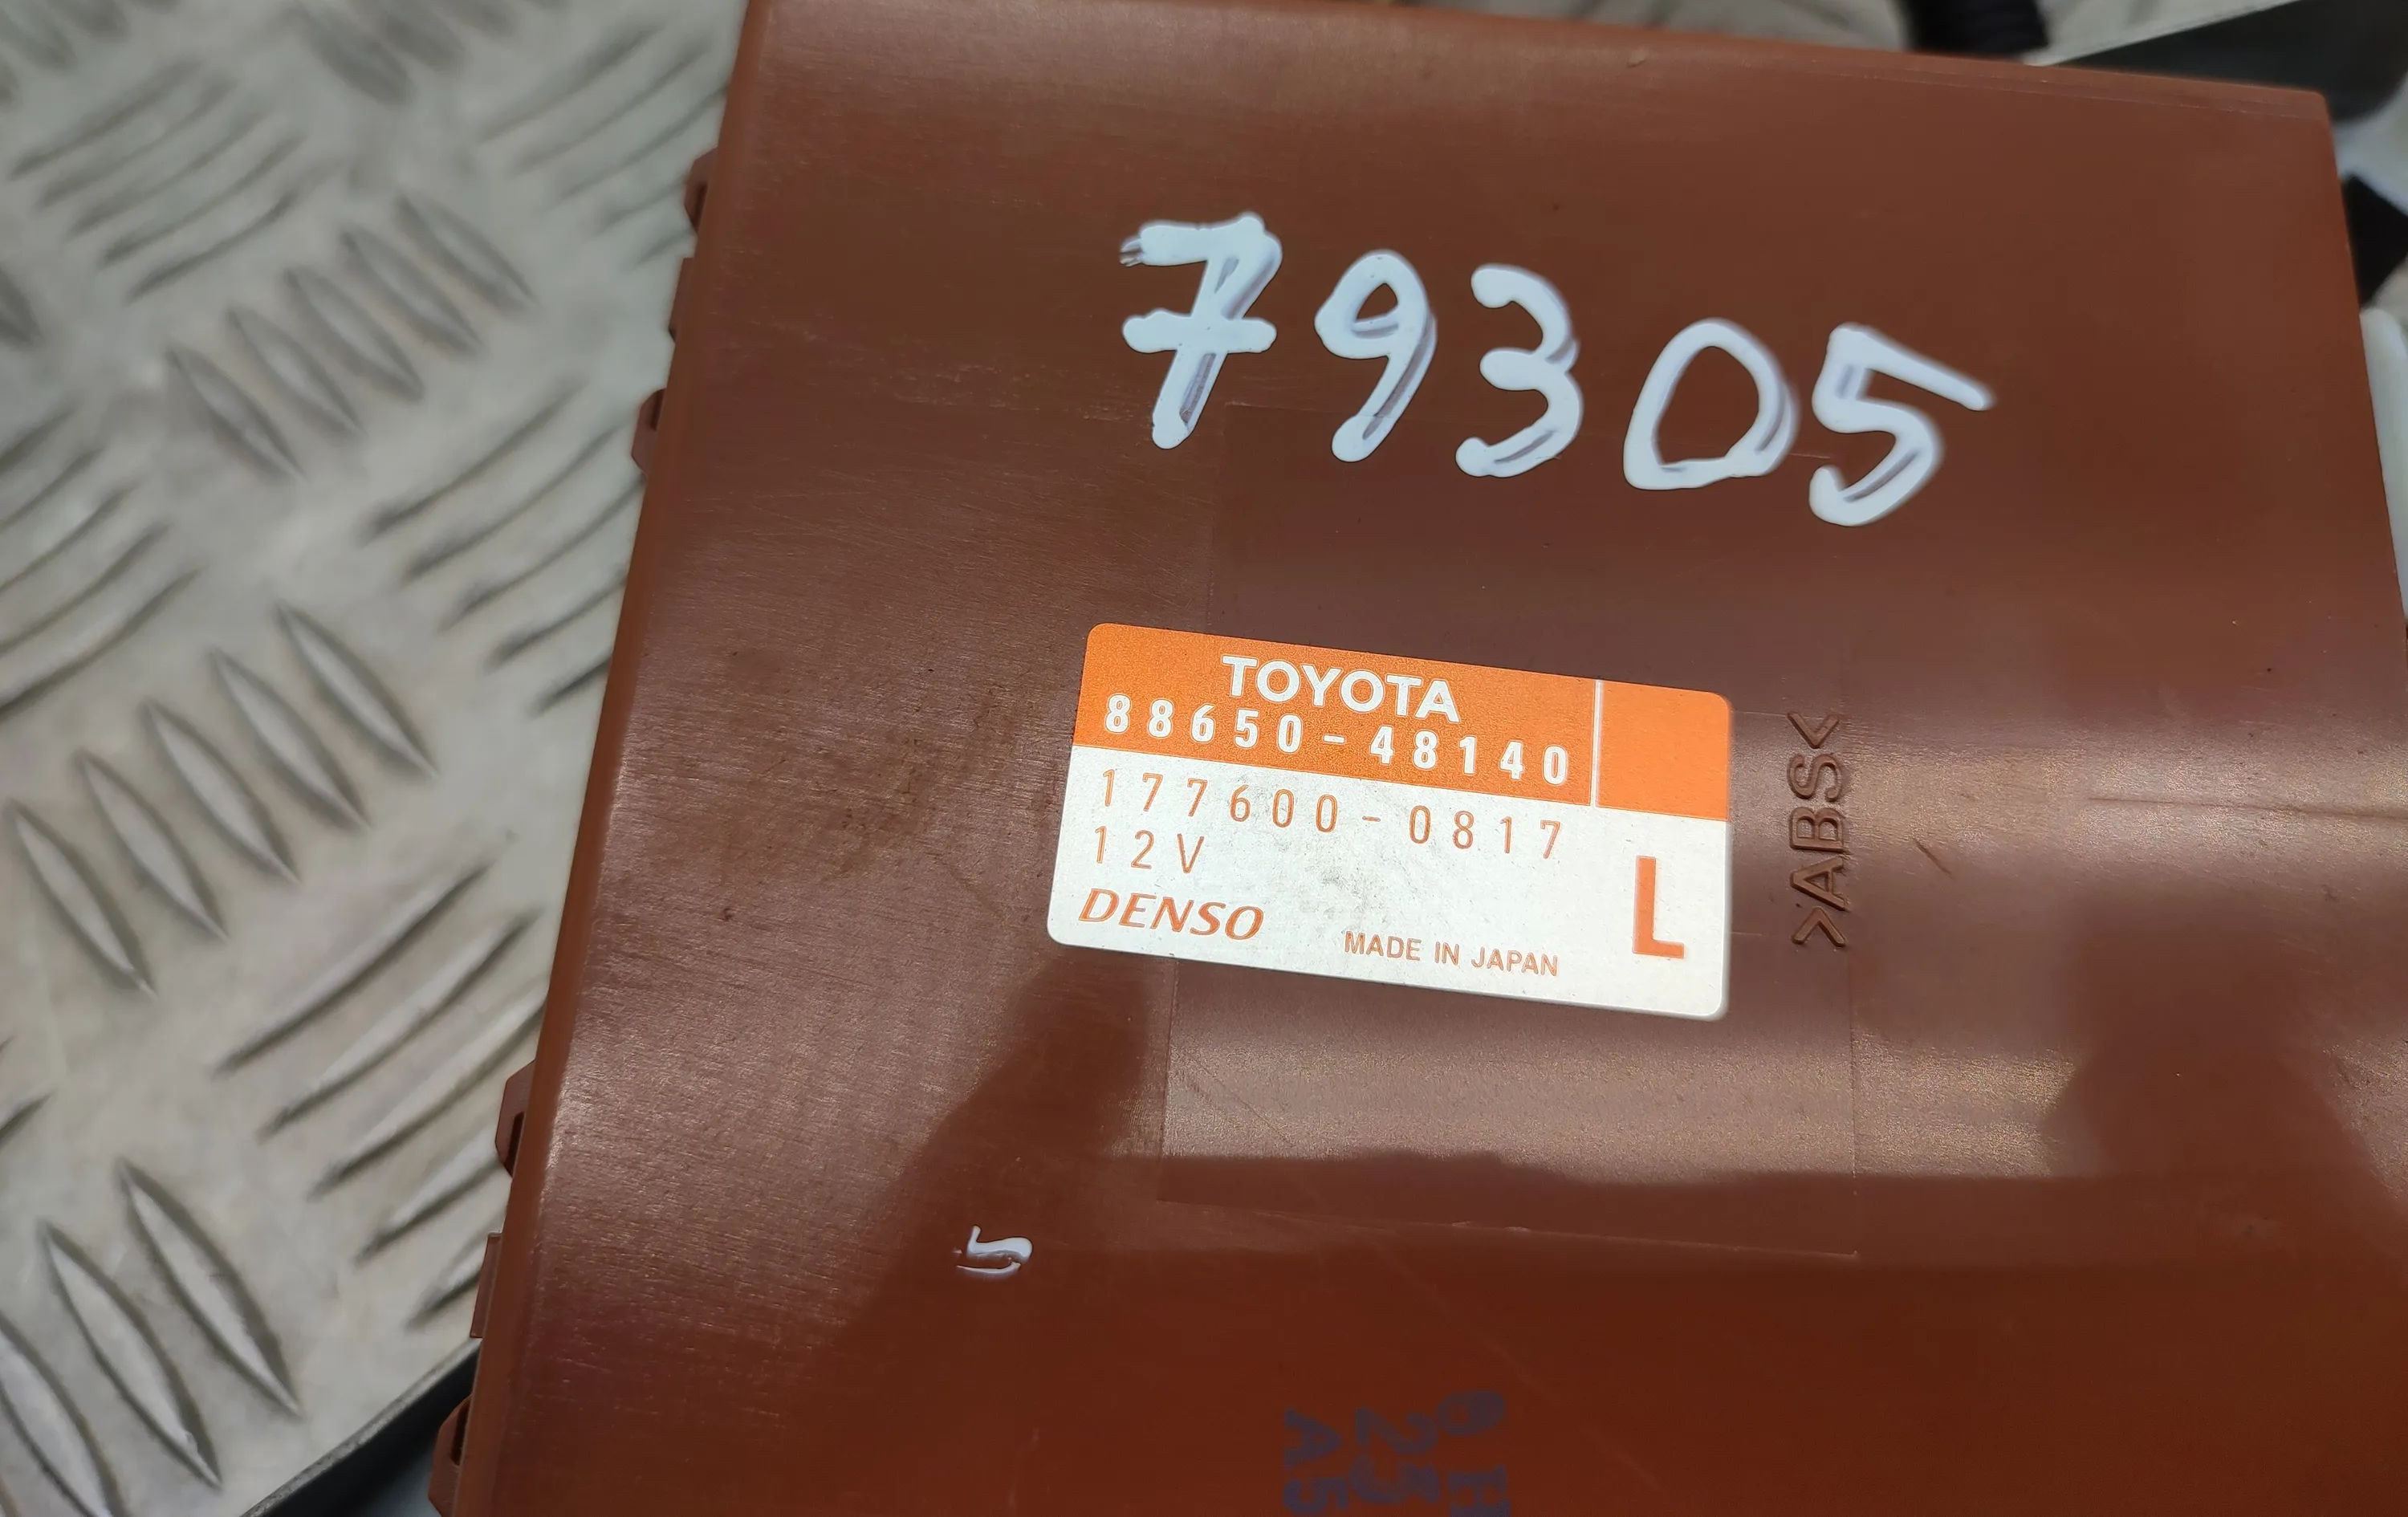 79305
TOYOTA
88650-48140
177600-0817
12V
DENSO
MADE IN JAPAN
L
>ABS<